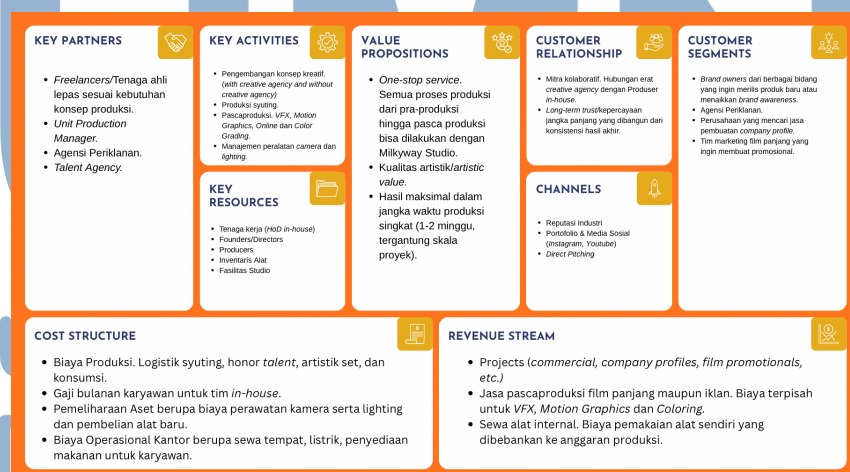 KEY PARTNERS
• Freelancers/Tenaga ahli
lepas sesuai kebutuhan
konsep produksi.
• Unit Production
Manager.
• Agensi Periklanan.
• Talent Agency.
KEY ACTIVITIES
• Pengembangan konsep kreatif.
(with creative agency and without
creative agency)
• Produksi syuting.
• Pascaproduksi. VFX, Motion
Graphics, Online dan Color
Grading.
• Manajemen peralatan camera dan
lighting.
KEY
RESOURCES
• Tenaga kerja (HoD in-house)
• Founders/Directors
• Producers
• Inventaris Alat
• Fasilitas Studio
VALUE
PROPOSITIONS
• One-stop service.
Semua proses produksi
dari pra-produksi
hingga pasca produksi
bisa dilakukan dengan
Milkyway Studio.
• Kualitas artistik/artistic
value.
• Hasil maksimal dalam
jangka waktu produksi
singkat (1-2 minggu,
tergantung skala
proyek).
CUSTOMER
RELATIONSHIP
• Mitra kolaboratif. Hubungan erat
creative agency dengan Produser
in-house.
• Long-term trust/kepercayaan
jangka panjang yang dibangun dari
konsistensi hasil akhir.
CHANNELS
• Reputasi Industri
• Portofolio & Media Sosial
(Instagram, Youtube)
• Direct Pitching
CUSTOMER
SEGMENTS
• Brand owners dari berbagai bidang
yang ingin merilis produk baru atau
menaikkan brand awareness.
• Agensi Periklanan.
• Perusahaan yang mencari jasa
pembuatan company profile.
• Tim marketing film panjang yang
ingin membuat promosional.
COST STRUCTURE
• Biaya Produksi. Logistik syuting, honor talent, artistik set, dan
konsumsi.
• Gaji bulanan karyawan untuk tim in-house.
• Pemeliharaan Aset berupa biaya perawatan kamera serta lighting
dan pembelian alat baru.
• Biaya Operasional Kantor berupa sewa tempat, listrik, penyediaan
makanan untuk karyawan.
REVENUE STREAM
• Projects (commercial, company profiles, film promotionals,
etc.)
• Jasa pascaproduksi film panjang maupun iklan. Biaya terpisah
untuk VFX, Motion Graphics dan Coloring.
• Sewa alat internal. Biaya pemakaian alat sendiri yang
dibebankan ke anggaran produksi.